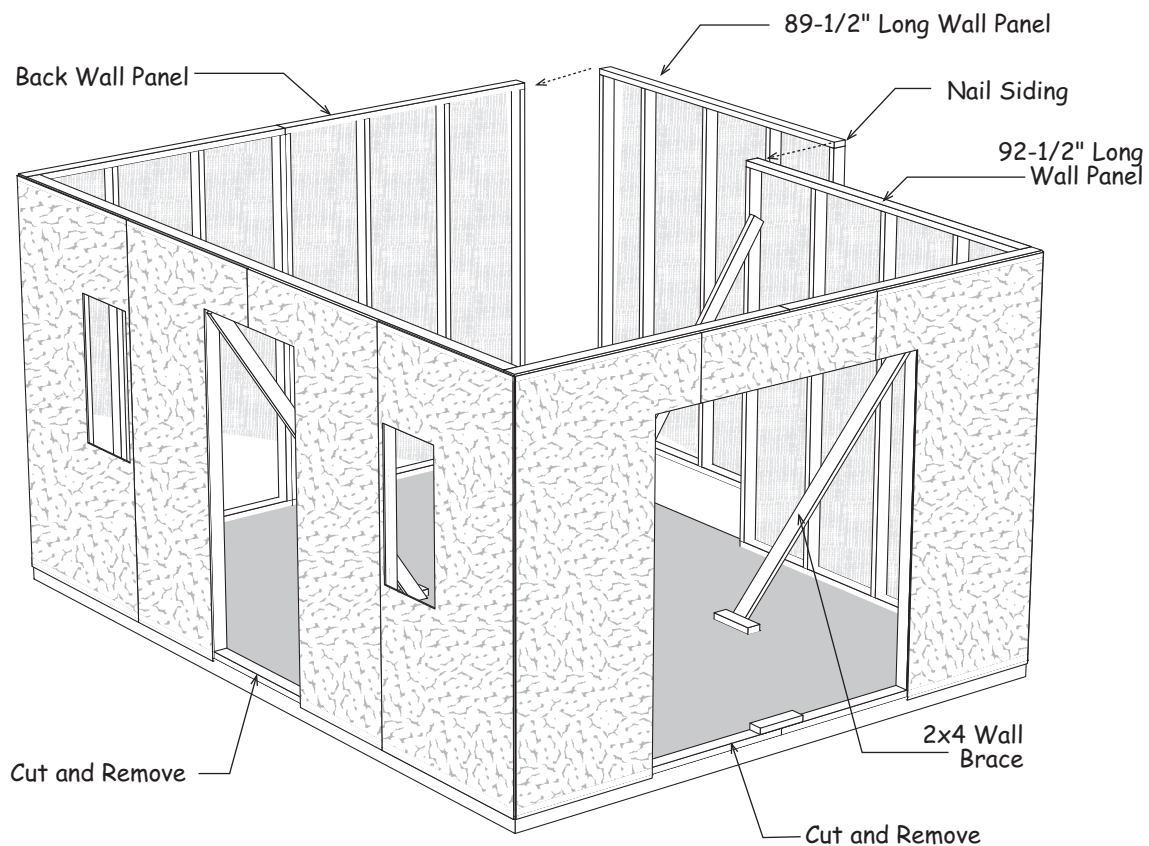 89-1/2" Long Wall Panel
Back Wall Panel
Nail Siding
92-1/2" Long
Wall Panel
2x4 Wall
Brace
Cut and Remove
Cut and Remove